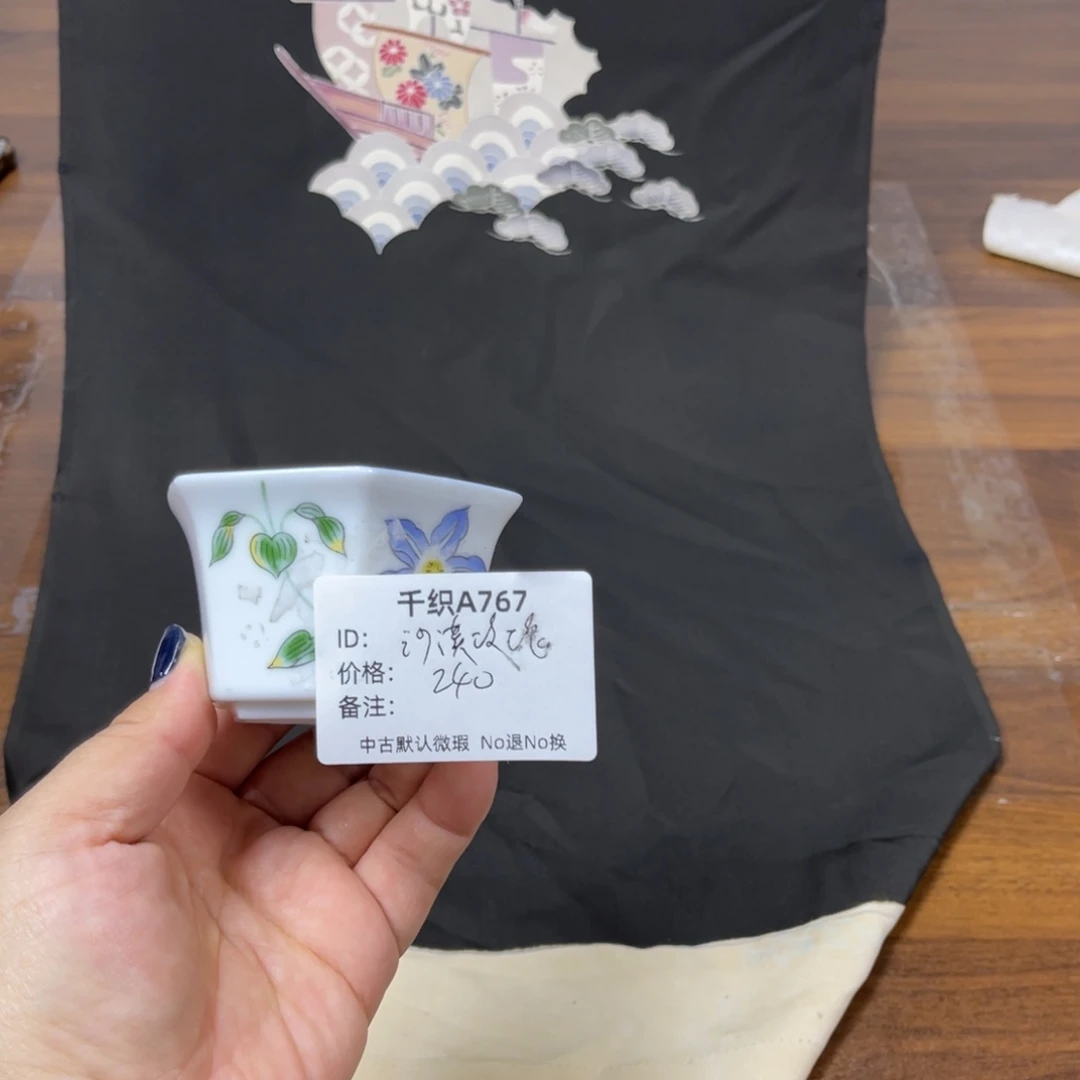 千织A767
ID:
价格: 240
备注:
中古默认微瑕 No退No换